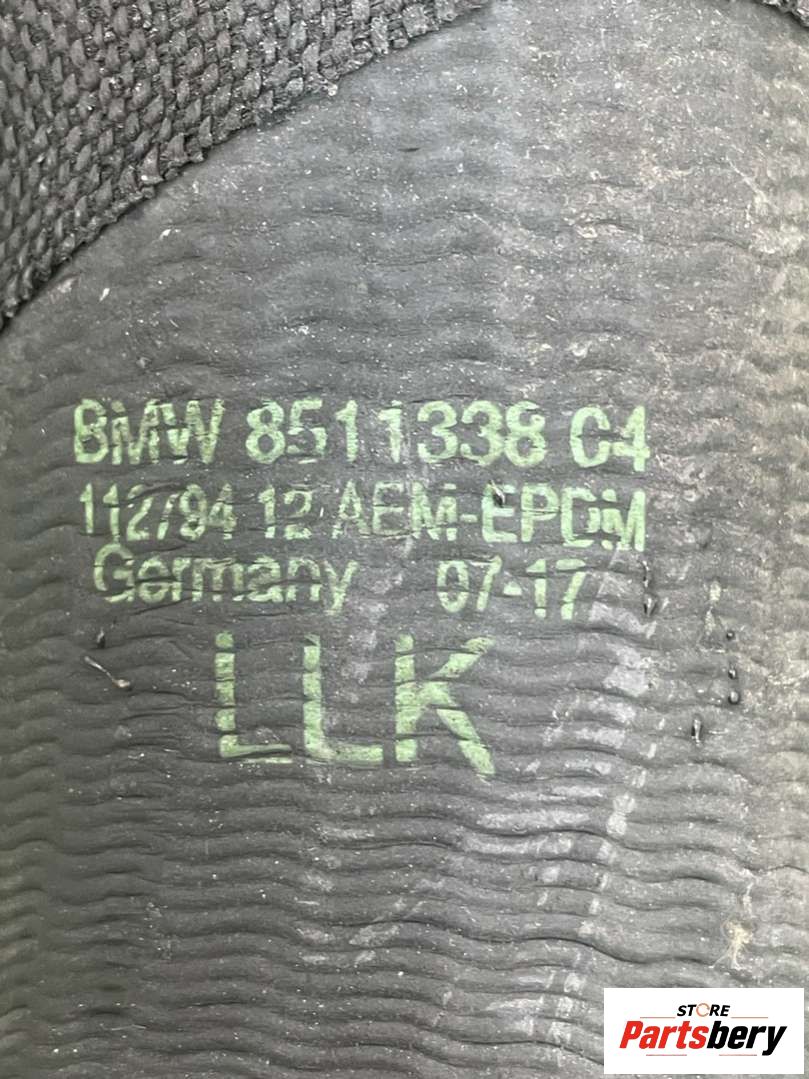 BMW 8511338 C4
112/94 12 AEM-EPDM
Germany 07-17
LLK
STORE
Partsbery